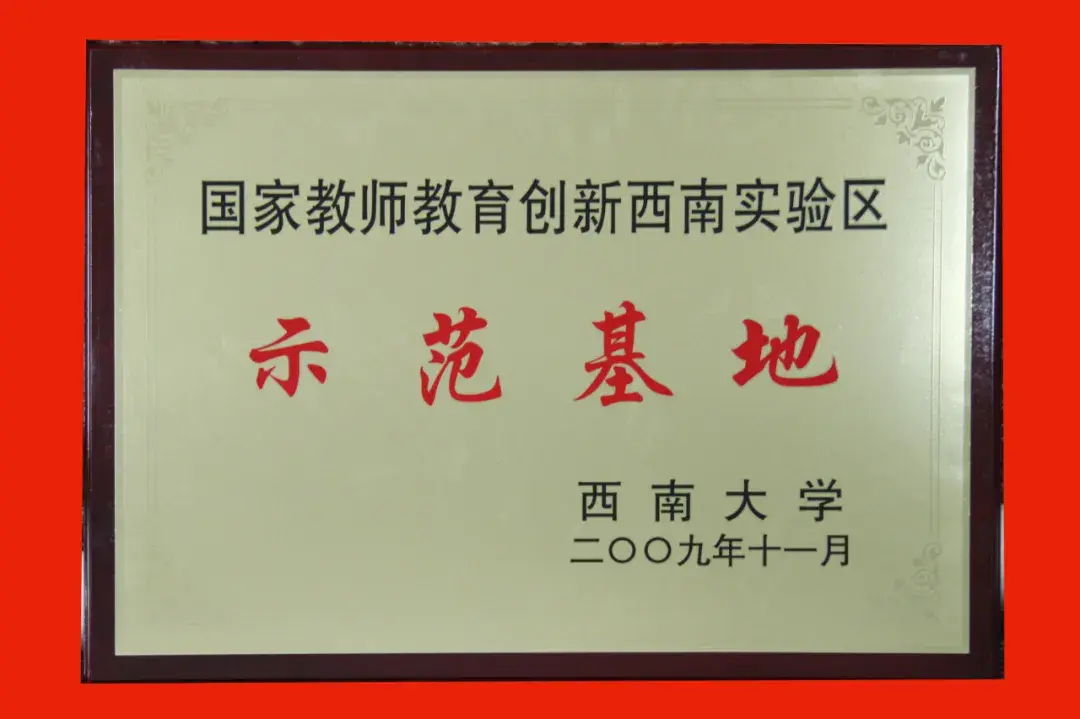 国家教师教育创新西南实验区
示范基地
西南大学
二〇〇九年十一月